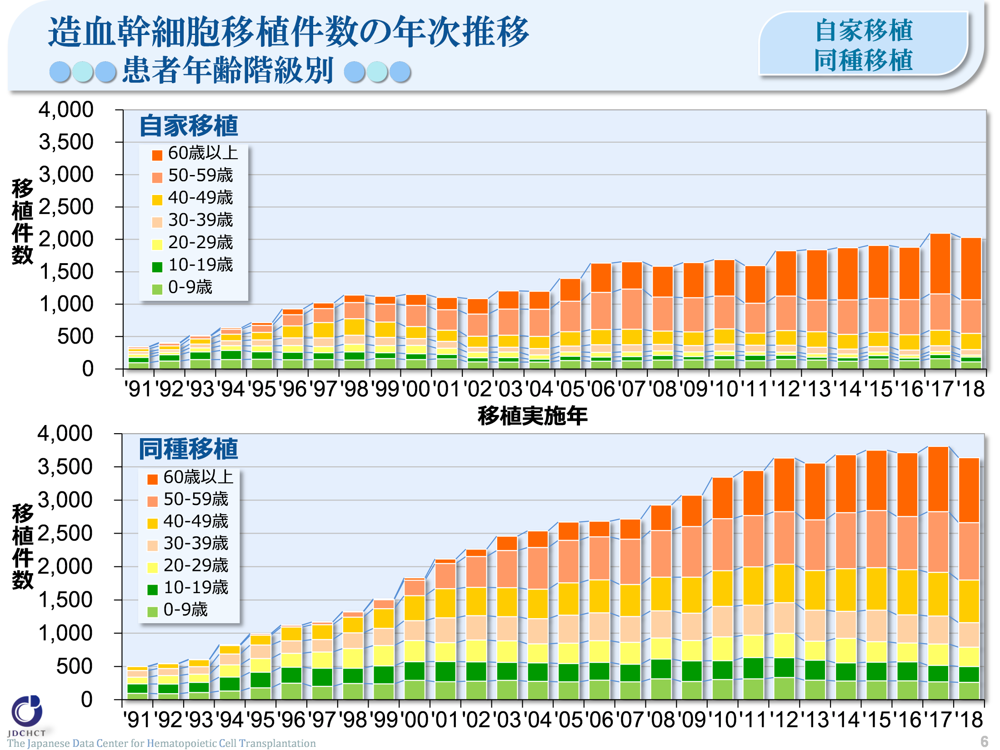 造血幹細胞移植件数の年次推移
患者年齢階級別
自家移植
同種移植
自家移植
60歳以上
50-59歳
40-49歳
30-39歳
20-29歳
10-19歳
0-9歳
移植件数
4,000
3,500
3,000
2,500
2,000
1,500
1,000
500
0
'91 '92 '93 '94 '95 '96 '97 '98 '99 '00 '01 '02 '03 '04 '05 '06 '07 '08 '09 '10 '11 '12 '13 '14 '15 '16 '17 '18
移植実施年
同種移植
60歳以上
50-59歳
40-49歳
30-39歳
20-29歳
10-19歳
0-9歳
移植件数
4,000
3,500
3,000
2,500
2,000
1,500
1,000
500
0
'91 '92 '93 '94 '95 '96 '97 '98 '99 '00 '01 '02 '03 '04 '05 '06 '07 '08 '09 '10 '11 '12 '13 '14 '15 '16 '17 '18
JDCHCT
The Japanese Data Center for Hematopoietic Cell Transplantation
6